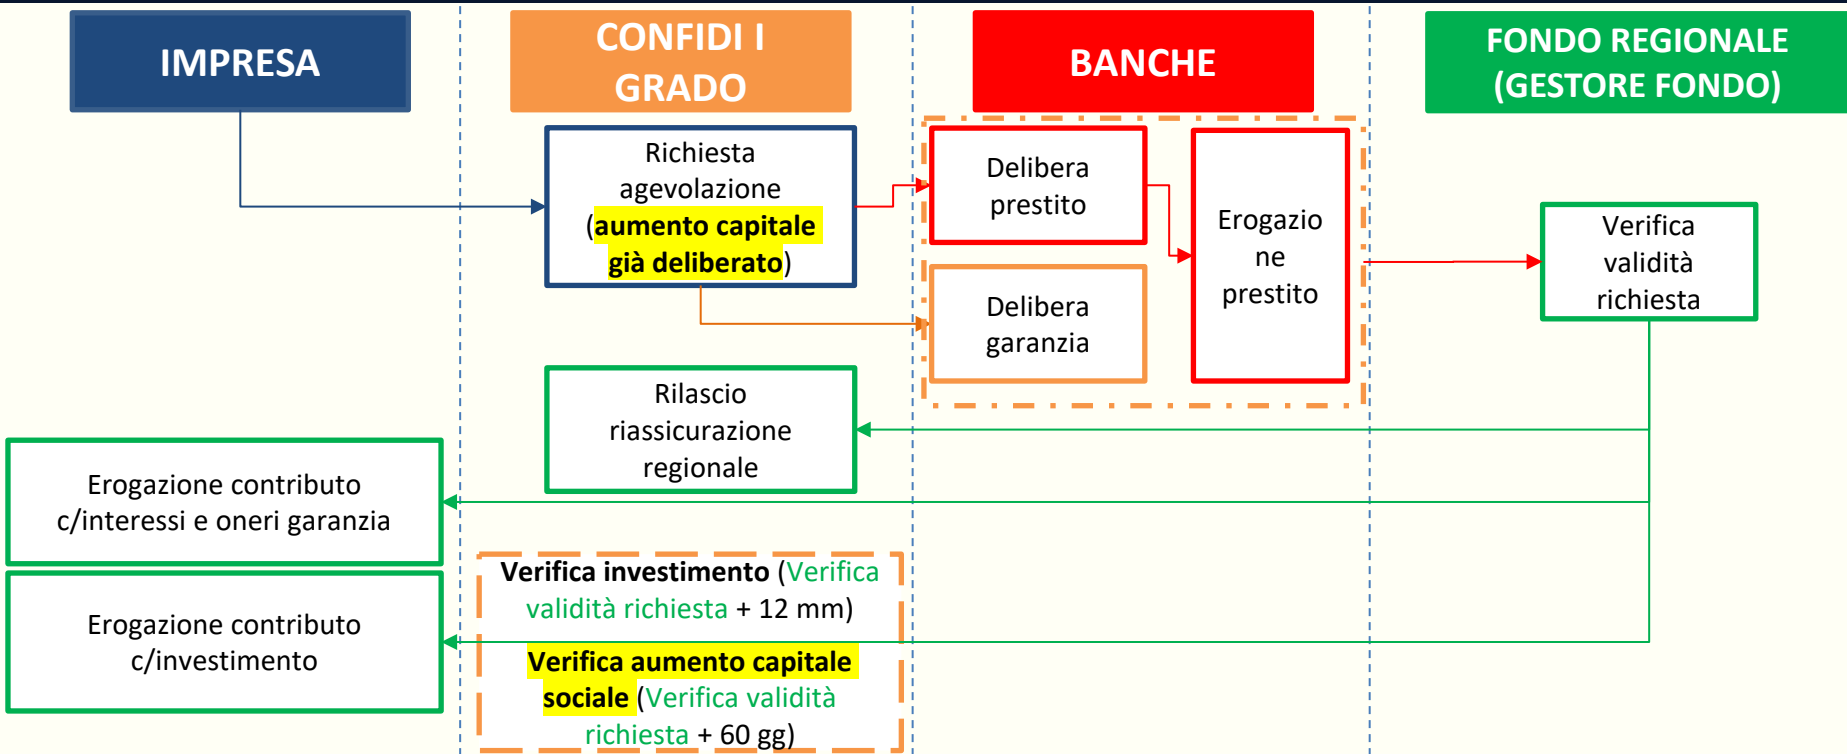 IMPRESA
CONFIDI I
GRADO
BANCHE
FONDO REGIONALE
(GESTORE FONDO)
Richiesta
agevolazione
(aumento capitale
già deliberato)
Delibera
prestito
Erogazio
ne
prestito
Delibera
garanzia
Verifica
validità
richiesta
Rilascio
riassicurazione
regionale
Erogazione contributo
c/interessi e oneri garanzia
Erogazione contributo
c/investimento
Verifica investimento (Verifica
validità richiesta + 12 mm)
Verifica aumento capitale
sociale (Verifica validità
richiesta + 60 gg)